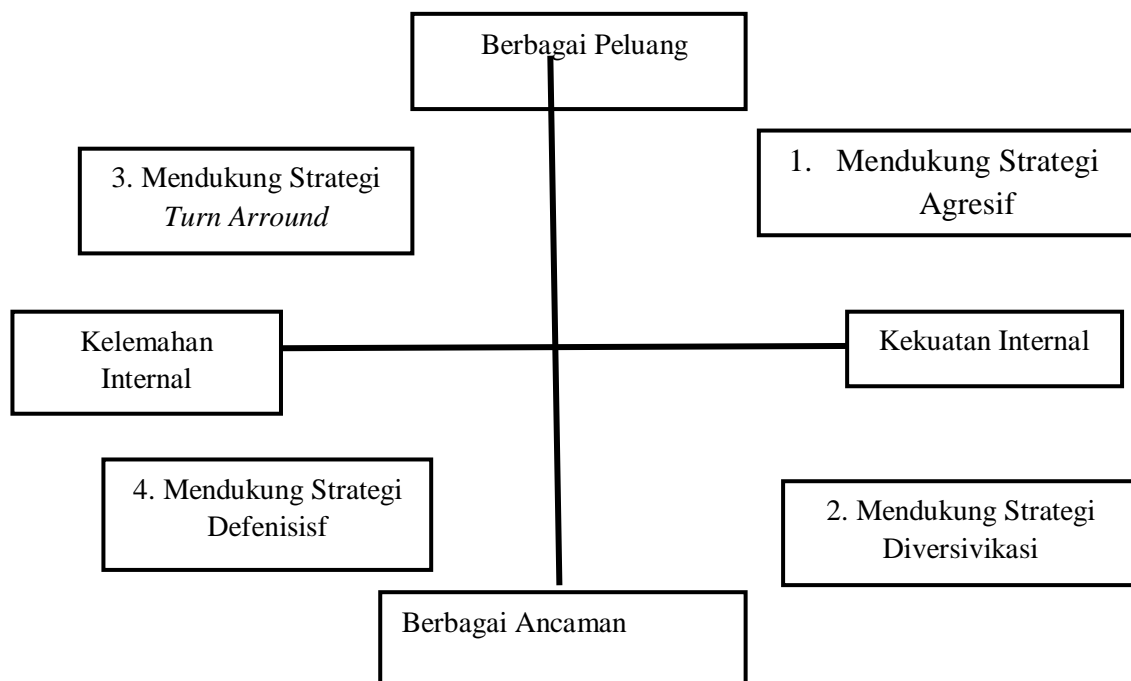 Berbagai Peluang
3. Mendukung Strategi
Turn Arround
1. Mendukung Strategi
Agresif
Kelemahan
Internal
Kekuatan Internal
4. Mendukung Strategi
Defenisisf
2. Mendukung Strategi
Diversivikasi
Berbagai Ancaman